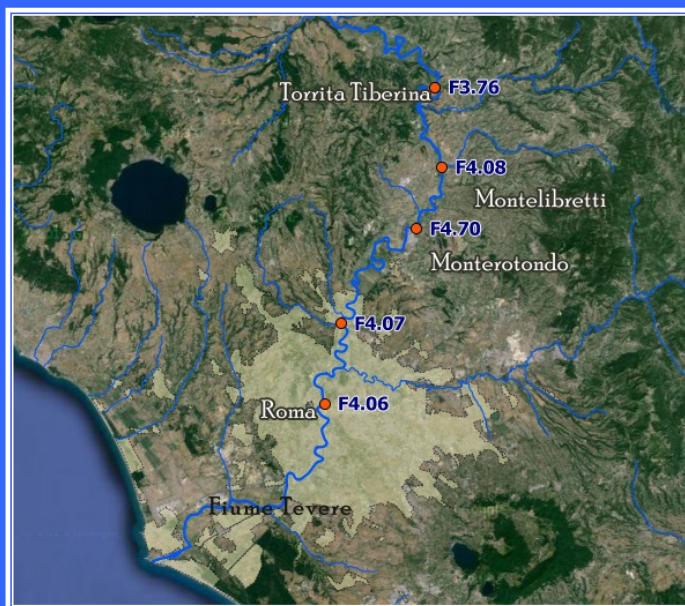 Torrita Tiberina F3.76
F4.08
Montelibretti
F4.70
Monterotondo
F4.07
Roma F4.06
Fiume Tevere